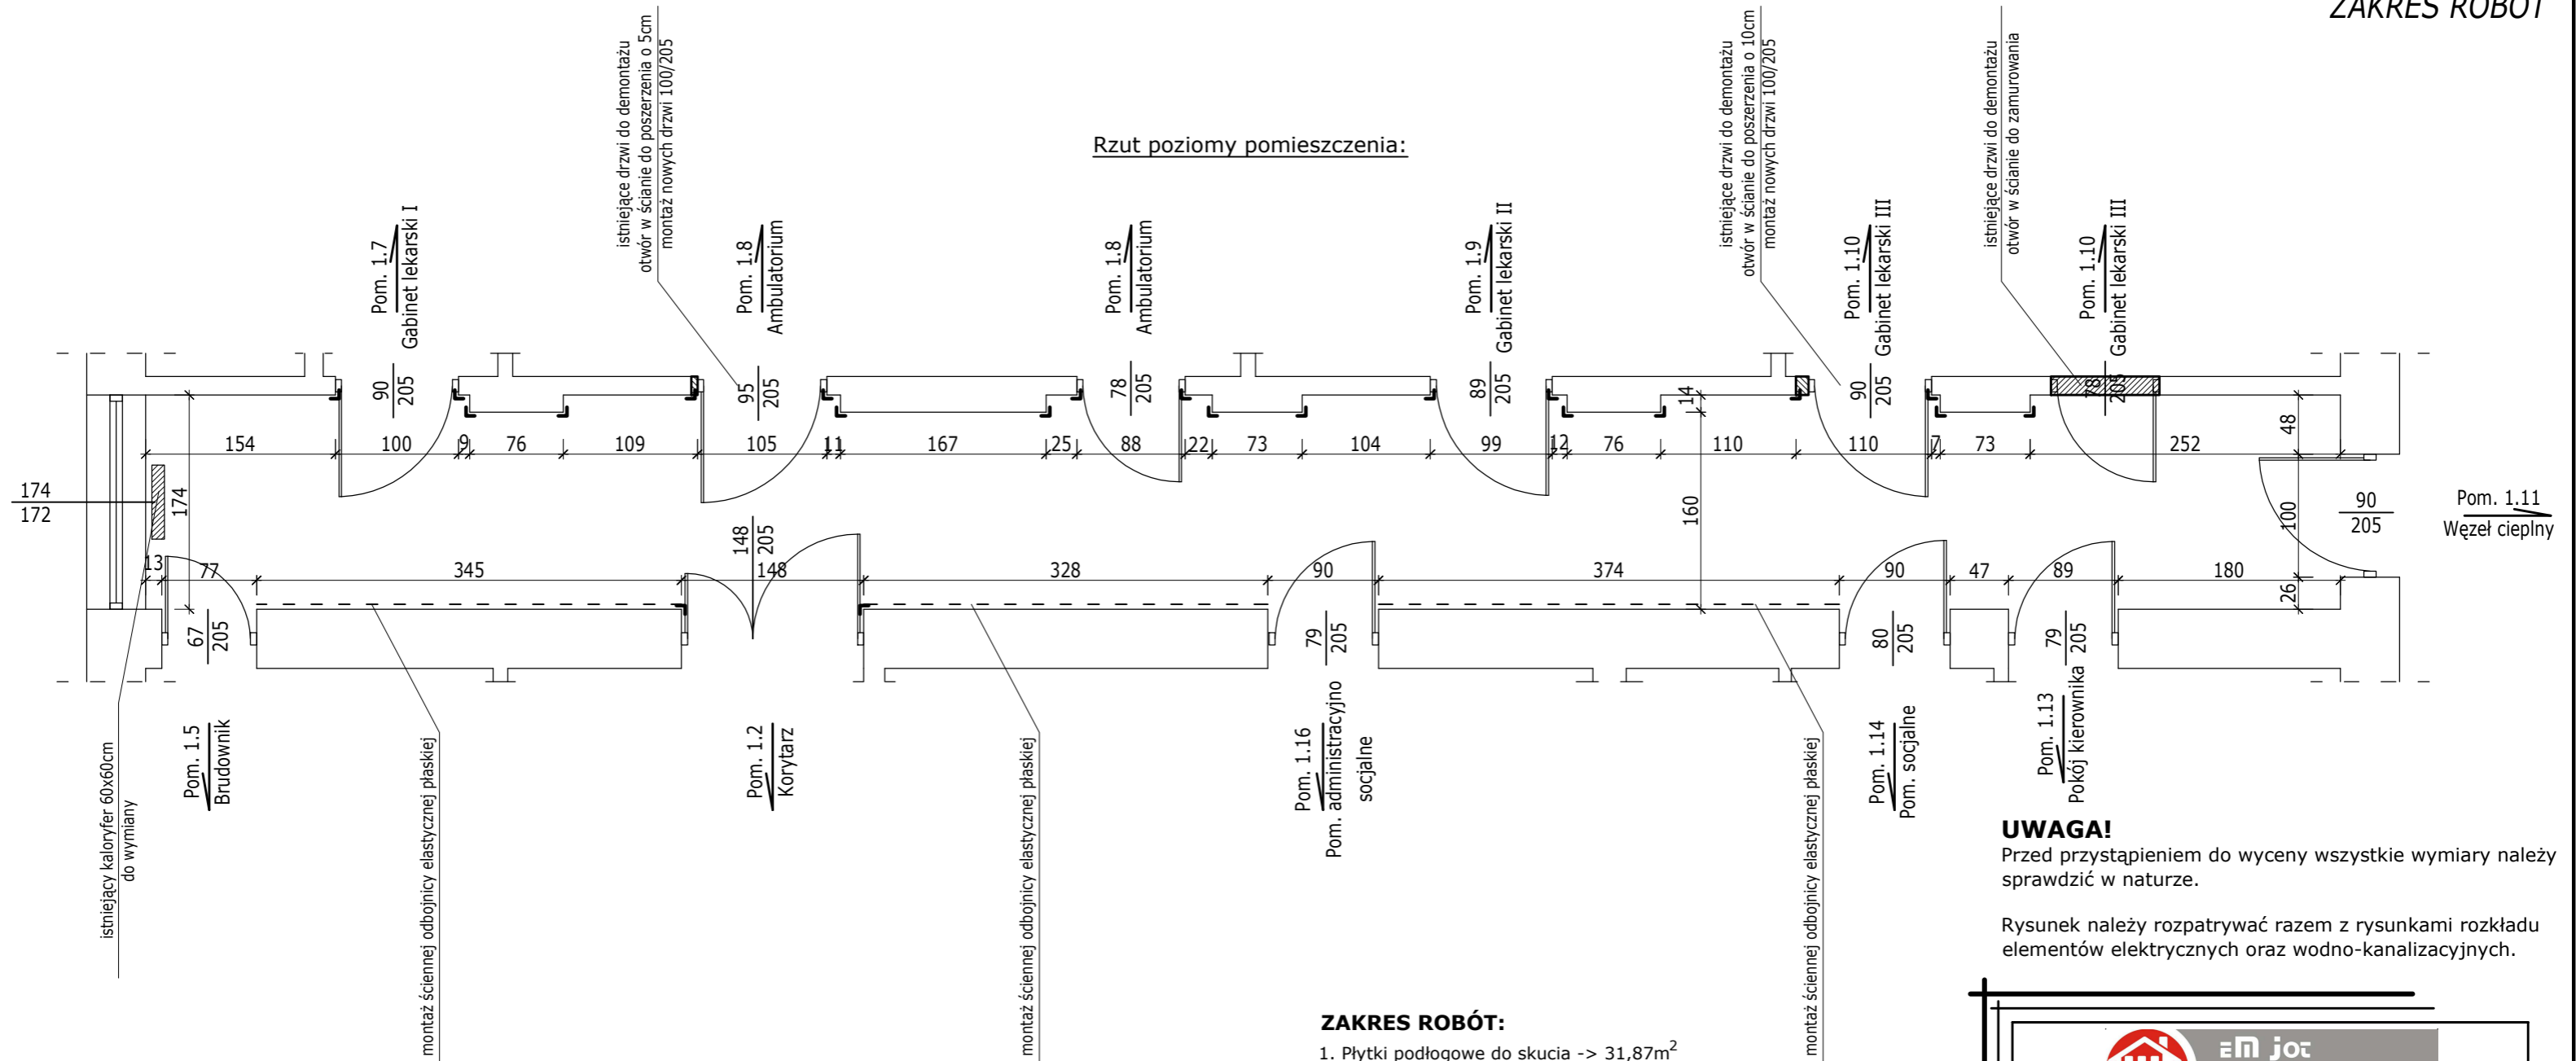 ZAKRES ROBÓT
Rzut poziomy pomieszczenia:
istniejące drzwi do demontażu
otwór w ścianie do poszerzenia o 5cm
montaż nowych drzwi 100/205
istniejące drzwi do demontażu
otwór w ścianie do poszerzenia o 10cm
montaż nowych drzwi 100/205
istniejące drzwi do demontażu
otwór w ścianie do zamurowania
Pom. 1.7
Gabinet lekarski I
Pom. 1.8
Ambulatorium
Pom. 1.8
Ambulatorium
Pom. 1.9
Gabinet lekarski II
Pom. 1.10
Gabinet lekarski III
Pom. 1.10
Gabinet lekarski III
90
205
95
205
78
205
89
205
90
205
78
205
14
48
154 100 9 76 109 105 11 167 25 88 22 73 104 99 12 76 110 110 7 73 252
174
172
174
148
205
160
100
90
205
Pom. 1.11
Węzeł cieplny
13 77 345 148 328 90 374 90 47 89 180
26
67
205
79
205
80
205
79
205
Pom. 1.5
Brudownik
Pom. 1.2
Korytarz
Pom. 1.16
Pom. administracyjno
socjalne
Pom. 1.14
Pom. socjalne
Pom. 1.13
Pokój kierownika
istniejący kaloryfer 60x60cm
do wymiany
montaż ściennej odbojnicy elastycznej płaskiej
montaż ściennej odbojnicy elastycznej płaskiej
montaż ściennej odbojnicy elastycznej płaskiej
UWAGA!
Przed przystąpieniem do wyceny wszystkie wymiary należy
sprawdzić w naturze.
Rysunek należy rozpatrywać razem z rysunkami rozkładu
elementów elektrycznych oraz wodno-kanalizacyjnych.
ZAKRES ROBÓT:
1. Płytki podłogowe do skucia -> 31,87m²
Em jot